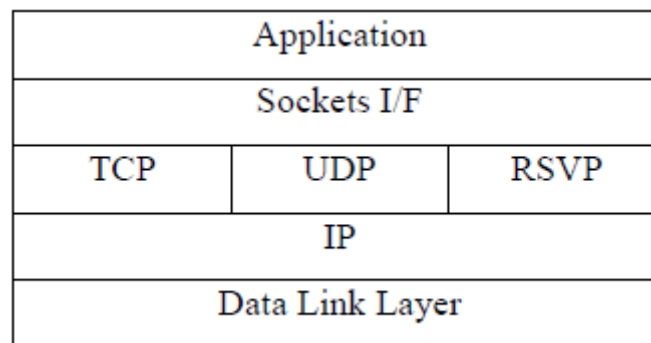 Application
Sockets I/F
TCP UDP RSVP
IP
Data Link Layer